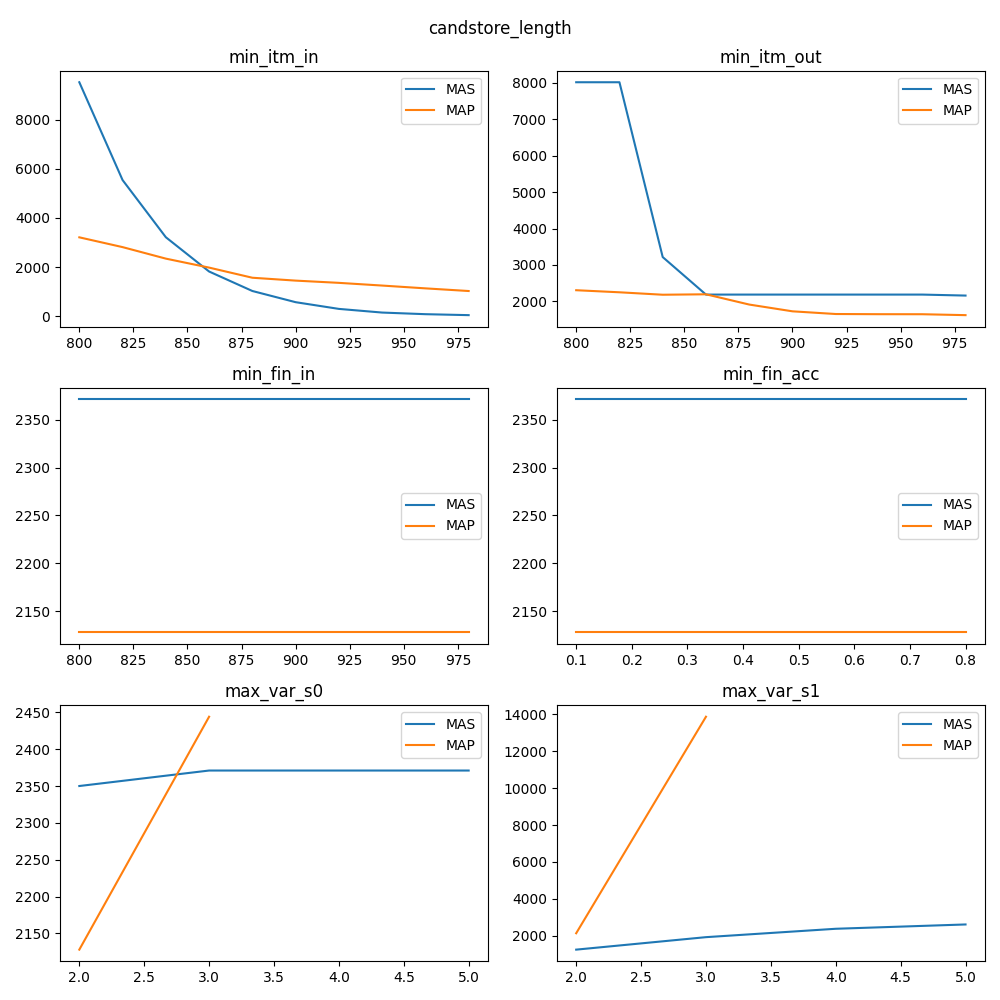 candstore_length
min_itm_in
MAS
MAP
8000
6000
4000
2000
0
800 825 850 875 900 925 950 975
min_itm_out
MAS
MAP
8000
7000
6000
5000
4000
3000
2000
800 825 850 875 900 925 950 975
min_fin_in
MAS
MAP
2350
2300
2250
2200
2150
800 825 850 875 900 925 950 975
min_fin_acc
MAS
MAP
2350
2300
2250
2200
2150
0.1 0.2 0.3 0.4 0.5 0.6 0.7 0.8
max_var_s0
MAS
MAP
2450
2400
2350
2300
2250
2200
2150
2.0 2.5 3.0 3.5 4.0 4.5 5.0
max_var_s1
MAS
MAP
14000
12000
10000
8000
6000
4000
2000
2.0 2.5 3.0 3.5 4.0 4.5 5.0